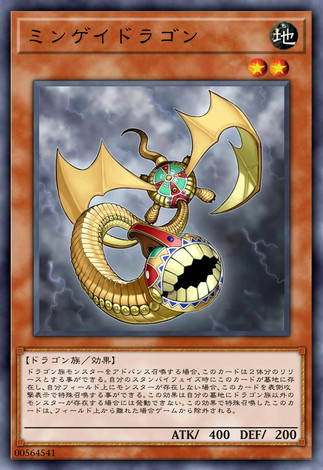 ミンゲイドラゴン
地
【ドラゴン族／効果】
ドラゴン族モンスターをアドバンス召喚する場合、このカードは２体分のリリ
ースとする事ができる。自分のスタンバイフェイズ時にこのカードが墓地に存
在し、自分フィールド上にモンスターが存在しない場合、このカードを表側攻
撃表示で特殊召喚する事ができる。この効果は自分の墓地にドラゴン族以外の
モンスターが存在する場合には発動できない。この効果で特殊召喚したこのカ
ードは、フィールド上から離れた場合ゲームから除外される。
ATK/ 400 DEF/ 200
00564541